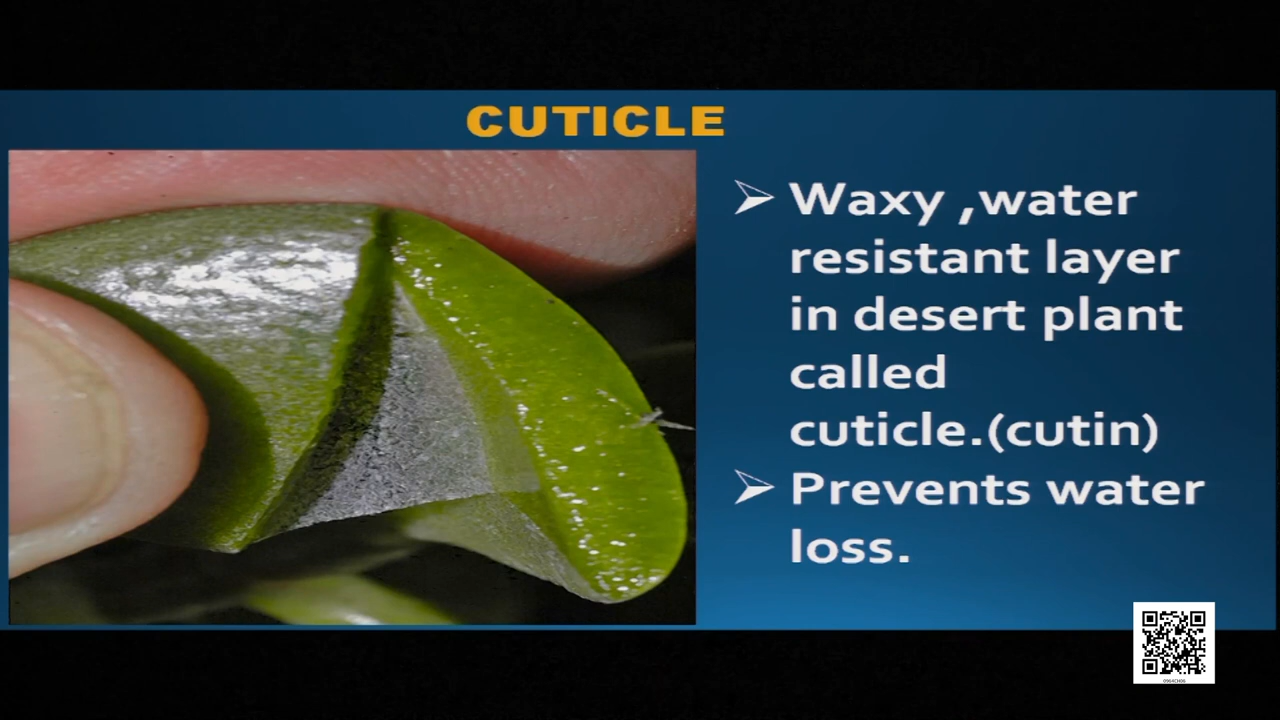 CUTICLE
Waxy ,water
resistant layer
in desert plant
called
cuticle.(cutin)
Prevents water
loss.